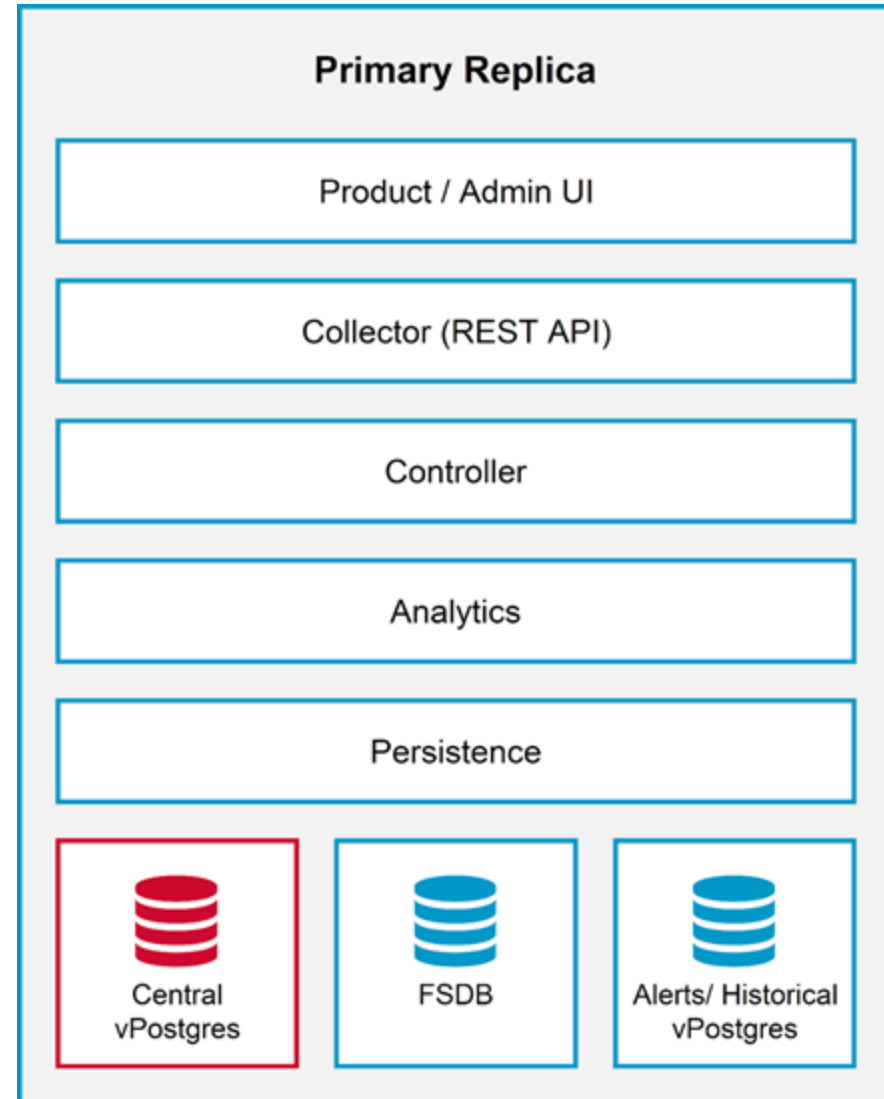 Primary Replica
Product / Admin UI
Collector (REST API)
Controller
Analytics
Persistence
Central
vPostgres
FSDB
Alerts/ Historical
vPostgres